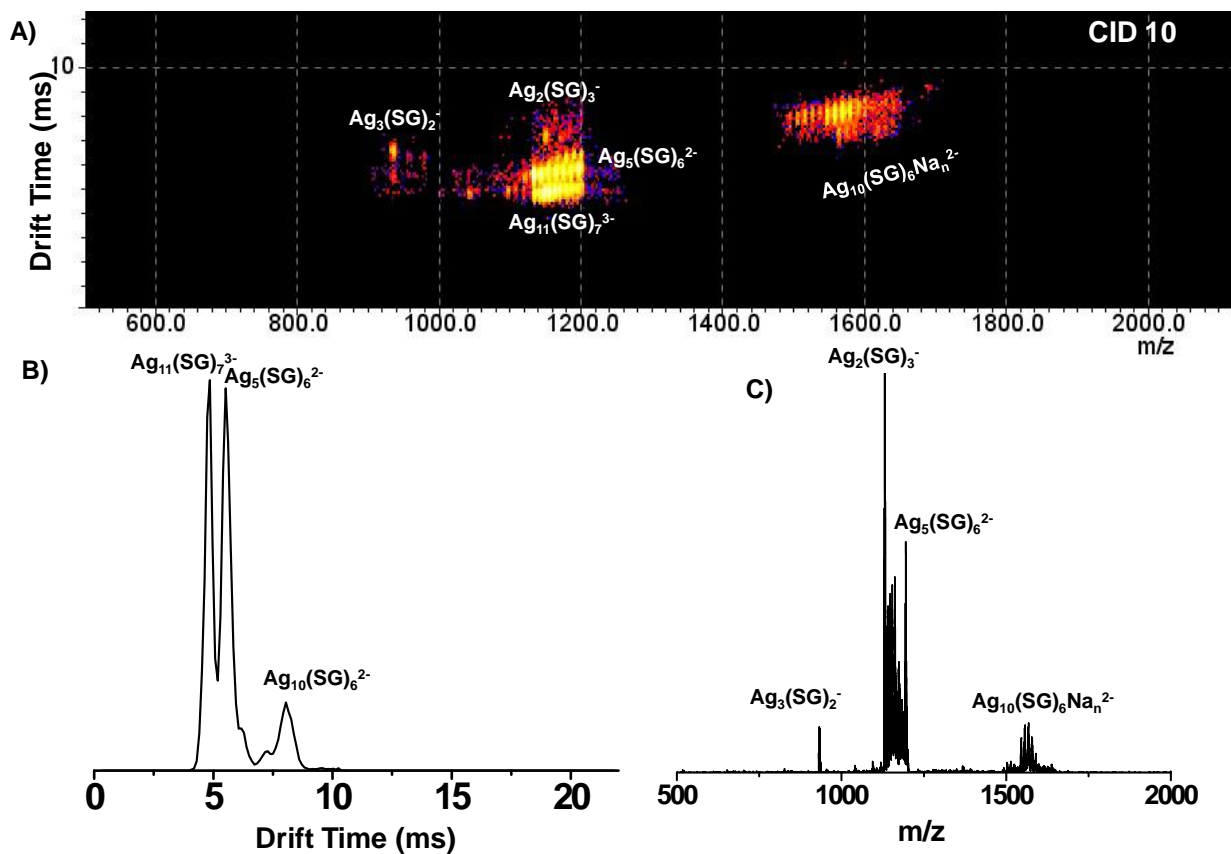 A)
CID 10
10
Drift Time (ms)
Ag₃(SG)₂⁻
Ag₂(SG)₃⁻
Ag₅(SG)₆²⁻
Ag₁₁(SG)₇³⁻
Ag₁₀(SG)₆Naₙ²⁻
600.0 800.0 1000.0 1200.0 1400.0 1600.0 1800.0 2000.0
m/z
B)
Ag₁₁(SG)₇³⁻
Ag₅(SG)₆²⁻
Ag₁₀(SG)₆²⁻
0 5 10 15 20
Drift Time (ms)
C)
Ag₂(SG)₃⁻
Ag₅(SG)₆²⁻
Ag₃(SG)₂⁻
Ag₁₀(SG)₆Naₙ²⁻
500 1000 1500 2000
m/z